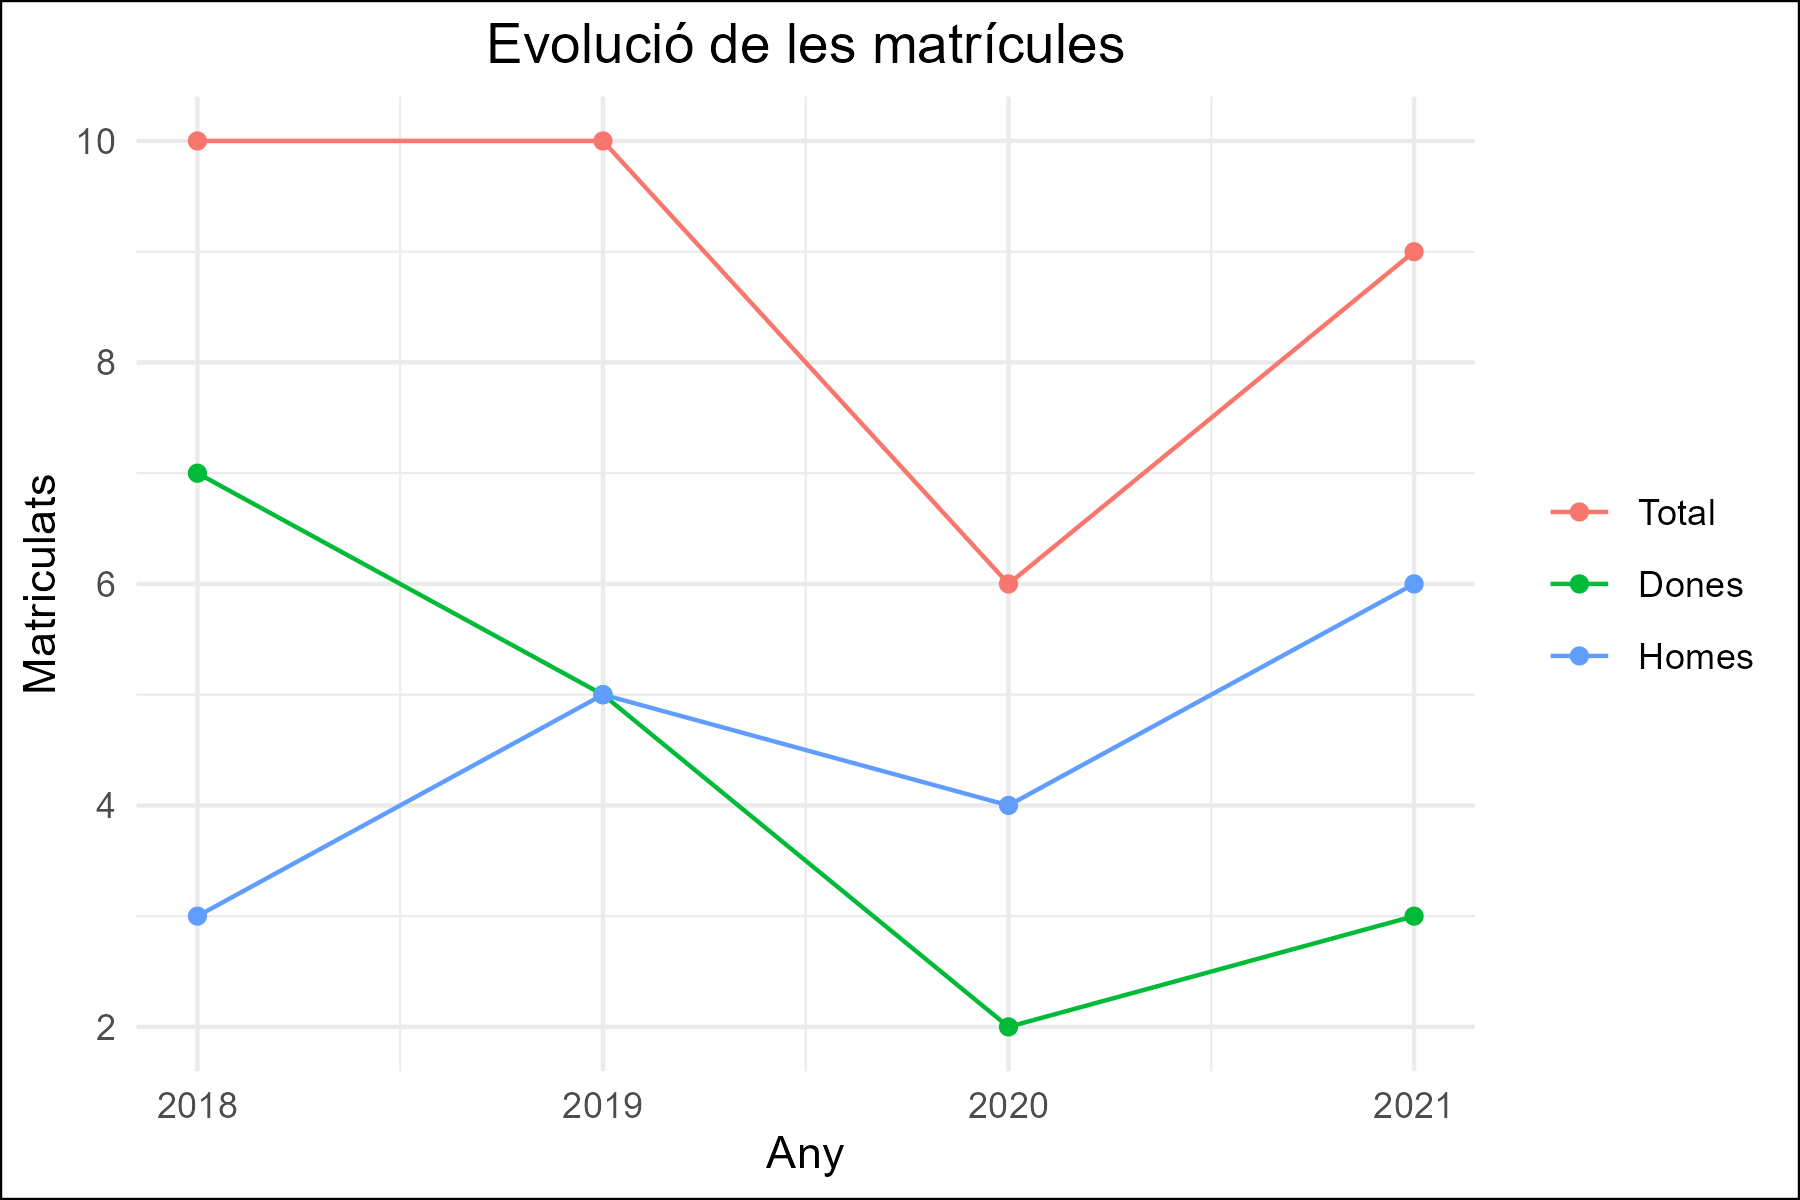 Evolució de les matrícules
Matriculats
10
8
6
4
2
2018
2019
2020
2021
Any
Total
Dones
Homes